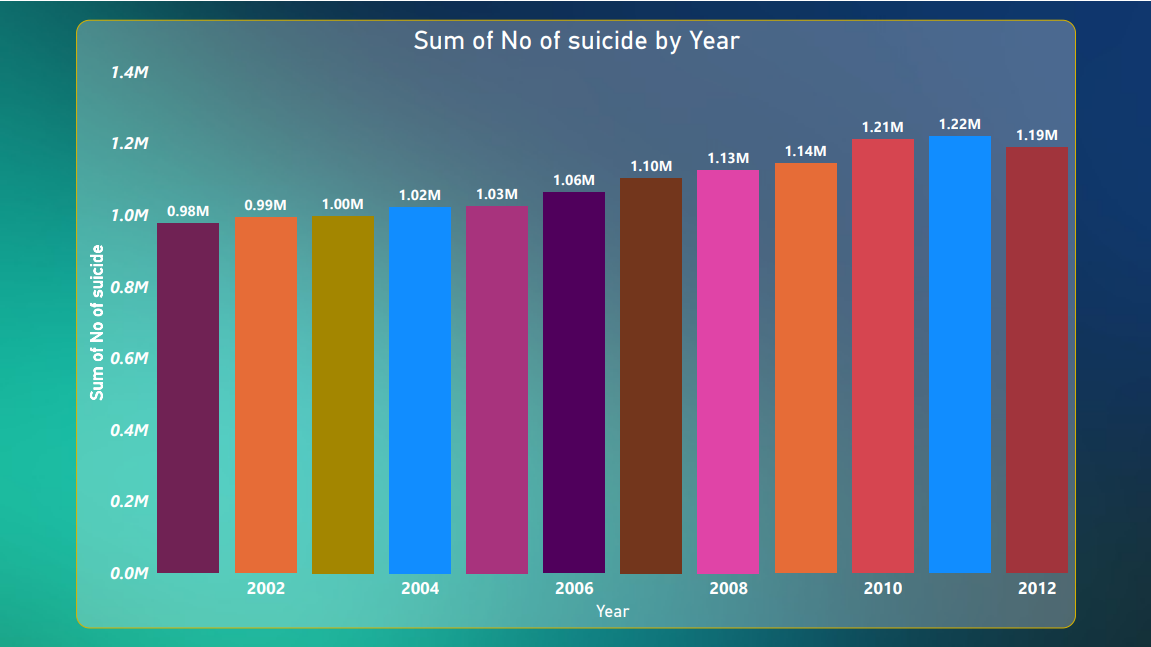 Sum of No of suicide by Year
1.4M
1.2M
1.0M
0.8M
0.6M
0.4M
0.2M
0.0M
Sum of No of suicide
0.98M
0.99M
1.00M
1.02M
1.03M
1.06M
1.10M
1.13M
1.14M
1.21M
1.22M
1.19M
2002
2004
2006
2008
2010
2012
Year